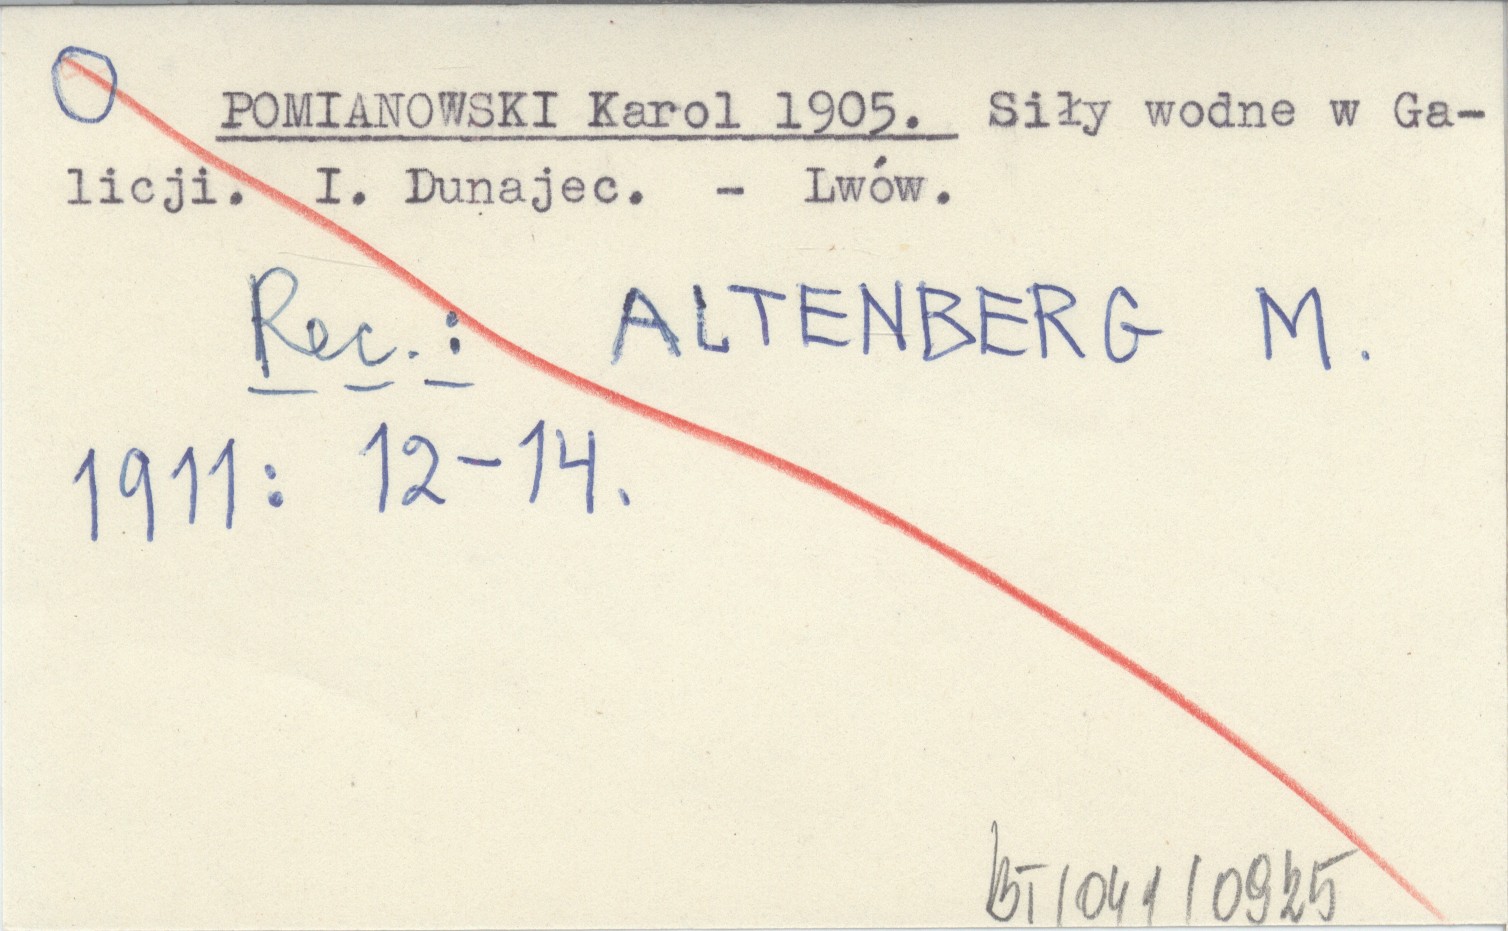 POMIANOWSKI Karol 1905. Siły wodne w Ga-
licji. I. Dunajec. - Lwów.
Rec.: ALTENBERG M.
1911: 12-14.
BT/041/0925